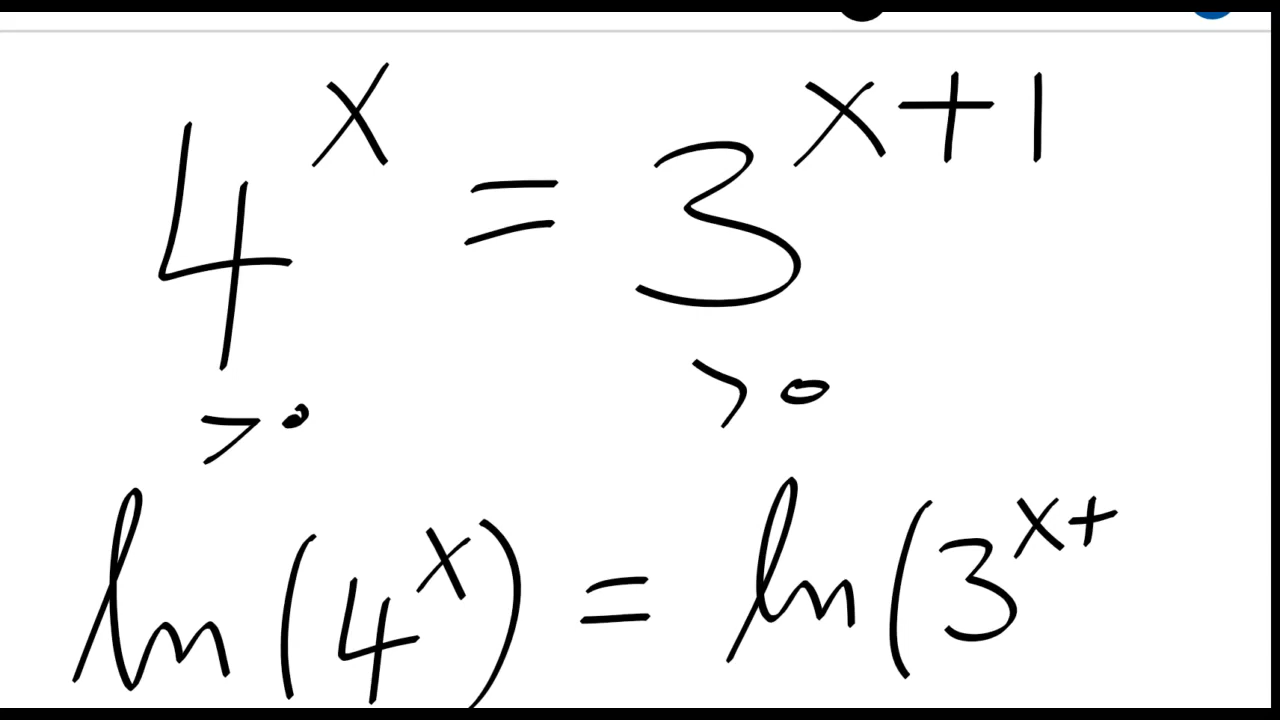 4^x = 3^{x+1}
>0 >0
ln(4^x) = ln(3^{x+